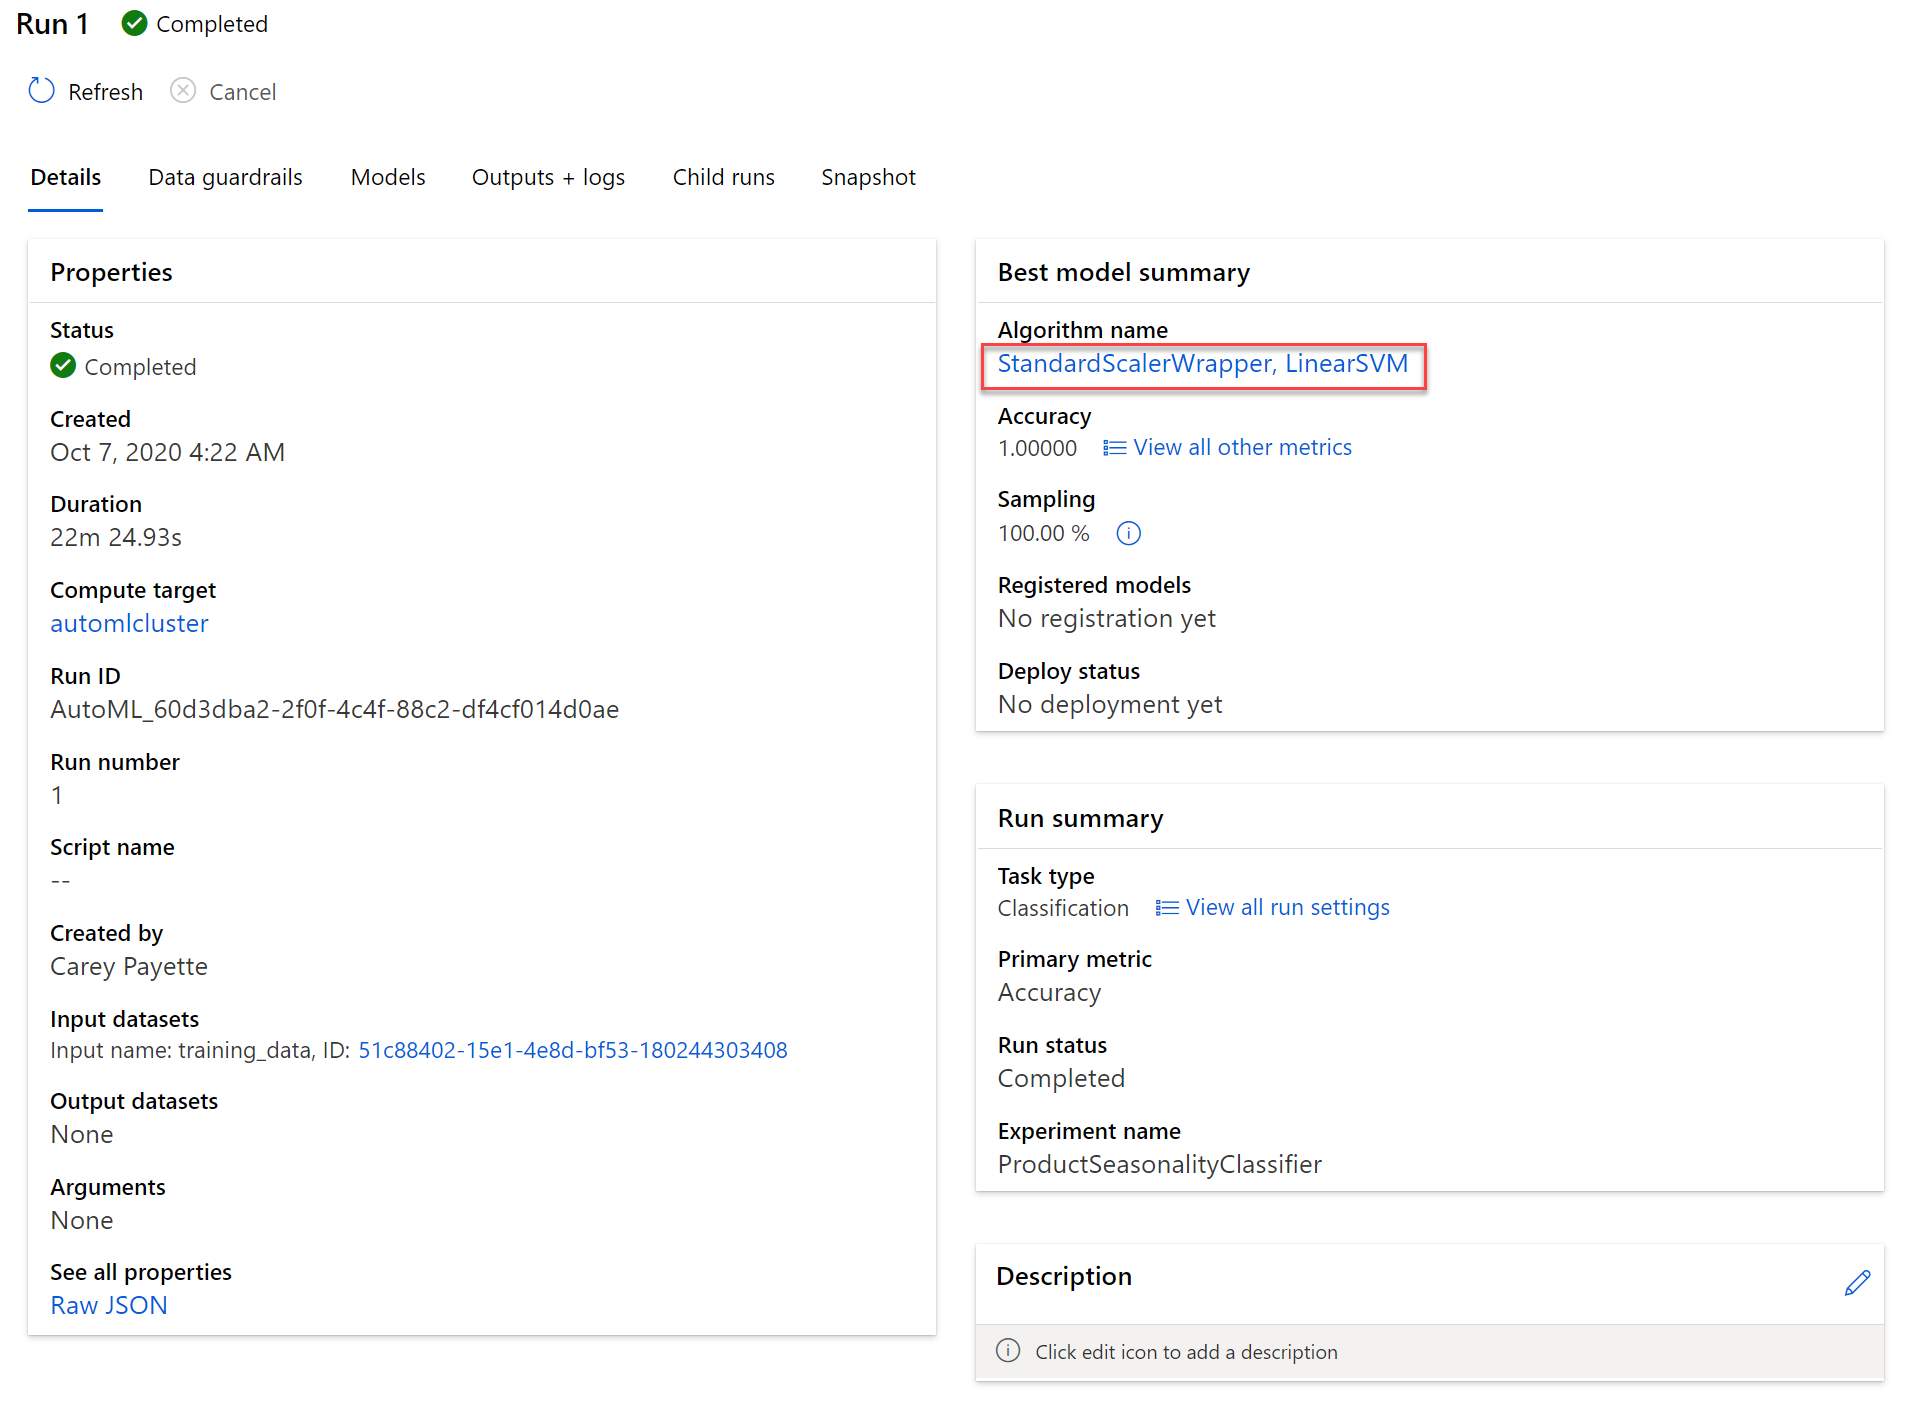 Run 1 Completed
Refresh Cancel
Details Data guardrails Models Outputs + logs Child runs Snapshot
Properties
Status
Completed
Created
Oct 7, 2020 4:22 AM
Duration
22m 24.93s
Compute target
automlcluster
Run ID
AutoML_60d3dba2-2f0f-4c4f-88c2-df4cf014d0ae
Run number
1
Script name
--
Created by
Carey Payette
Input datasets
Input name: training_data, ID: 51c88402-15e1-4e8d-bf53-180244303408
Output datasets
None
Arguments
None
See all properties
Raw JSON
Best model summary
Algorithm name
StandardScalerWrapper, LinearSVM
Accuracy
1.00000 View all other metrics
Sampling
100.00 %
Registered models
No registration yet
Deploy status
No deployment yet
Run summary
Task type
Classification View all run settings
Primary metric
Accuracy
Run status
Completed
Experiment name
ProductSeasonalityClassifier
Description
Click edit icon to add a description